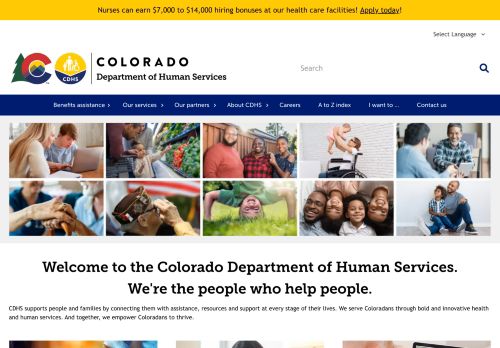 Nurses can earn $7,000 to $14,000 hiring bonuses at our health care facilities! Apply today!
Select Language
COLORADO
Department of Human Services
CDHS
Search
Benefits assistance
Our services
Our partners
About CDHS
Careers
A to Z index
I want to ...
Contact us
Welcome to the Colorado Department of Human Services.
We're the people who help people.
CDHS supports people and families by connecting them with assistance, resources and support at every stage of their lives. We serve Coloradans through bold and innovative health
and human services. And together, we empower Coloradans to thrive.